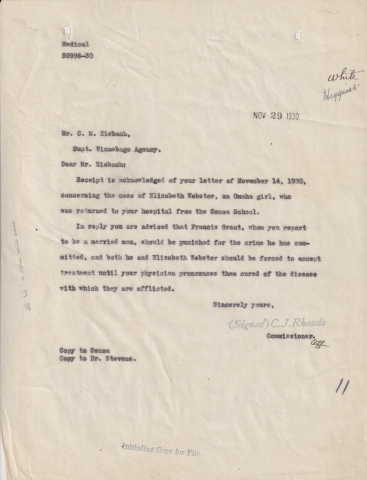 Medical
59996-30
White
Higgins
NOV 29 1930
Mr. C. M. Ziebach,
Supt. Winnebago Agency.
Dear Mr. Ziebach:
Receipt is acknowledged of your letter of November 14, 1930,
concerning the case of Elizabeth Webster, an Omaha girl, who
was returned to your hospital from the Genoa School.
In reply you are advised that Francis Grant, whom you report
to be a married man, should be punished for the crime he has com-
mitted, and both he and Elizabeth Webster should be forced to accept
treatment until your physician pronounces them cured of the disease
with which they are afflicted.
Sincerely yours,
(Signed) C. J. Rhoads
Commissioner.
Copy to Genoa
Copy to Dr. Stevens.
11
Initialing Copy for File